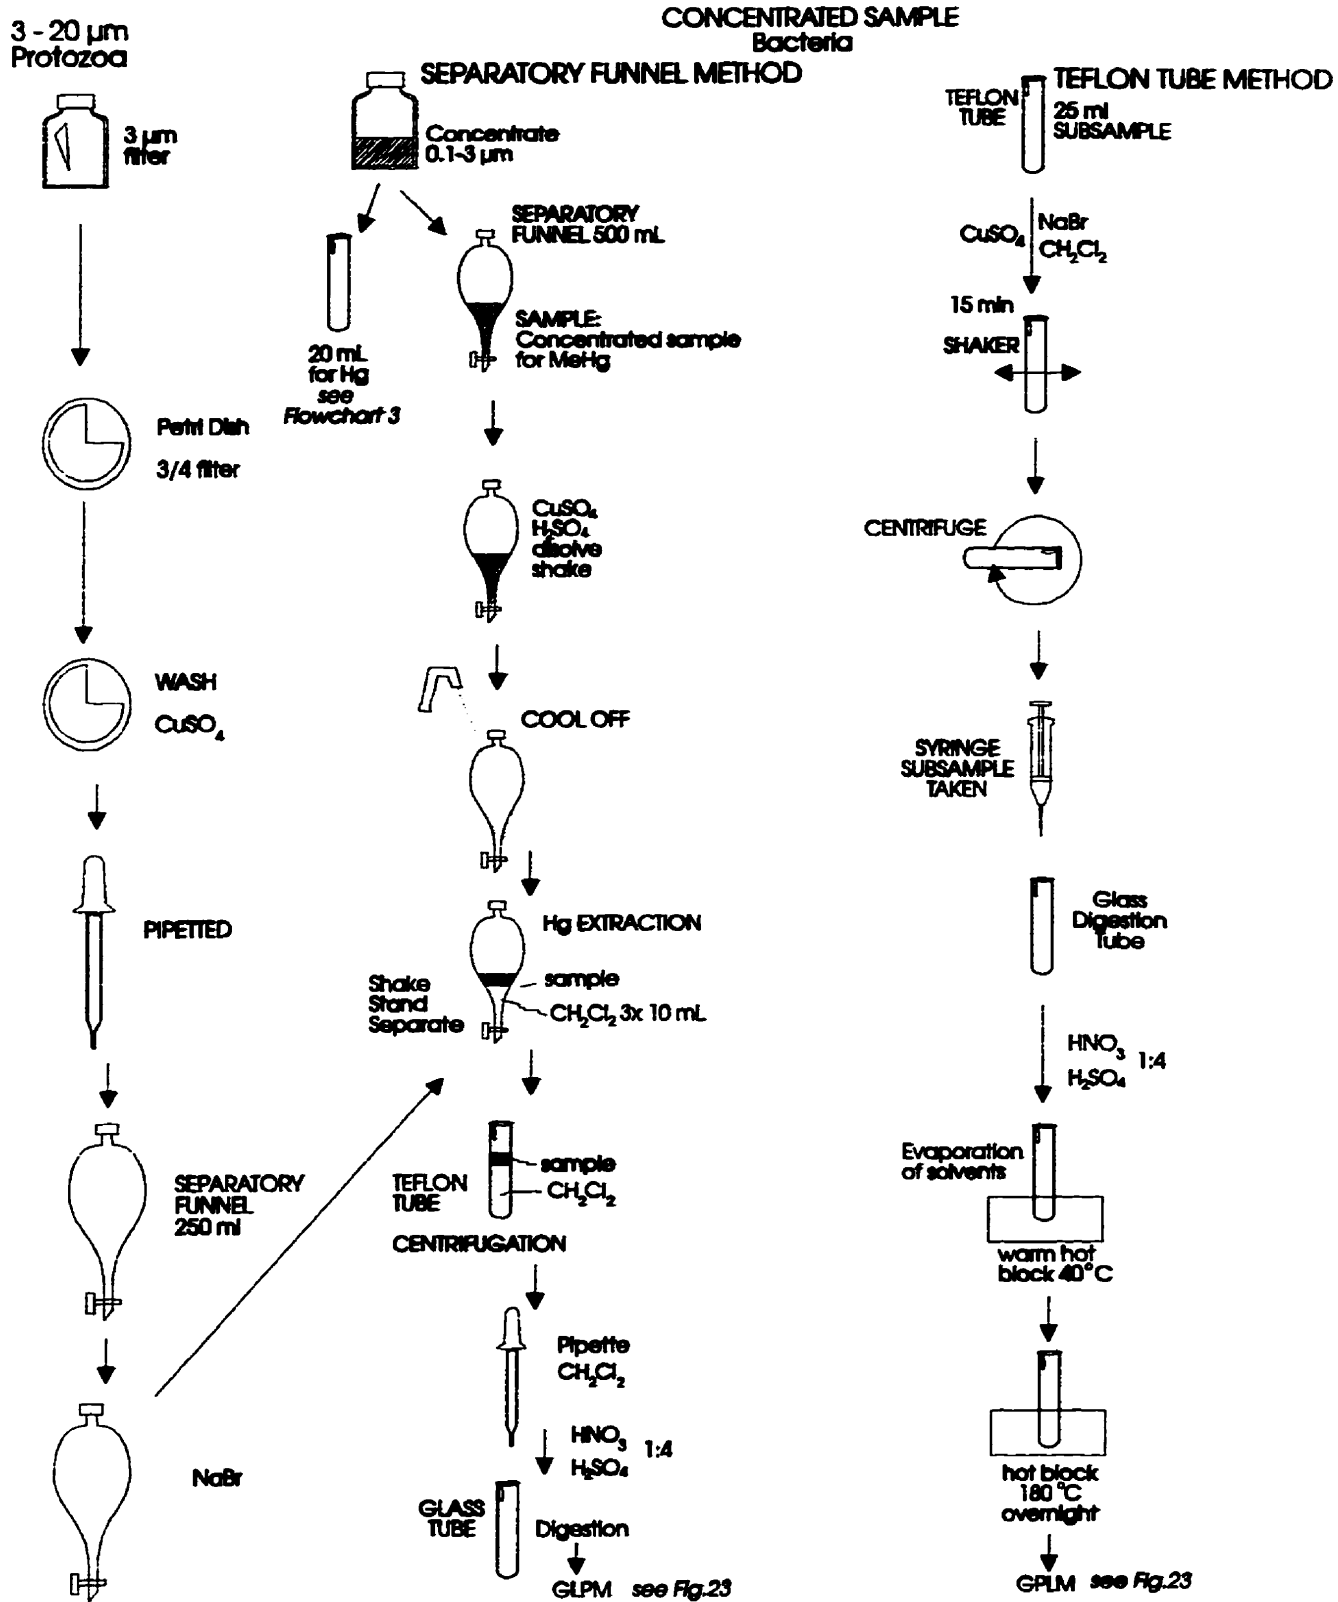 3 - 20 µm
Protozoa
3 µm
filter
Petri Dish
3/4 filter
WASH
CuSO₄
PIPETTED
SEPARATORY
FUNNEL
250 ml
NaBr
CONCENTRATED SAMPLE
Bacteria
SEPARATORY FUNNEL METHOD
Concentrate
0.1-3 µm
SEPARATORY
FUNNEL 500 mL
20 mL
for Hg
see
Flowchart 3
SAMPLE:
Concentrated sample
for MeHg
CuSO₄
H₂SO₄
disolve
shake
COOL OFF
Hg EXTRACTION
Shake
Stand
Separate
sample
CH₂Cl₂ 3x 10 mL
TEFLON
TUBE
sample
CH₂Cl₂
CENTRIFUGATION
Pipette
CH₂Cl₂
HNO₃
H₂SO₄
1:4
GLASS
TUBE
Digestion
GLPM see Fig.23
TEFLON TUBE METHOD
TEFLON
TUBE
25 ml
SUBSAMPLE
CuSO₄
NaBr
CH₂Cl₂
15 min
SHAKER
CENTRIFUGE
SYRINGE
SUBSAMPLE
TAKEN
Glass
Digestion
Tube
HNO₃
H₂SO₄
1:4
Evaporation
of solvents
warm hot
block 40°C
hot block
180 °C
overnight
GPLM see Fig.23